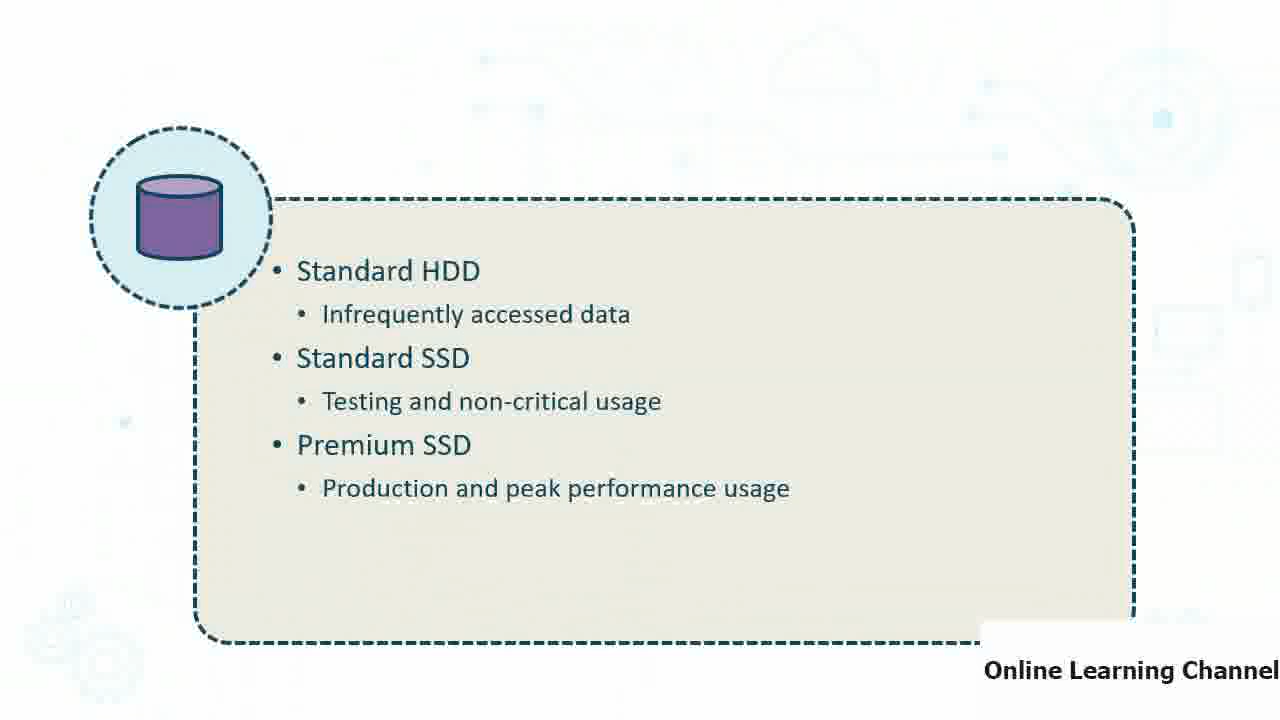 • Standard HDD
• Infrequently accessed data
• Standard SSD
• Testing and non-critical usage
• Premium SSD
• Production and peak performance usage
Online Learning Channel